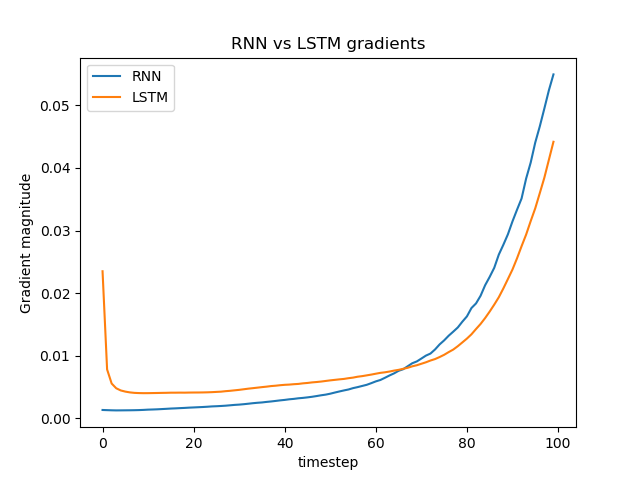 RNN vs LSTM gradients
RNN
LSTM
Gradient magnitude
0.05
0.04
0.03
0.02
0.01
0.00
0 20 40 60 80 100
timestep